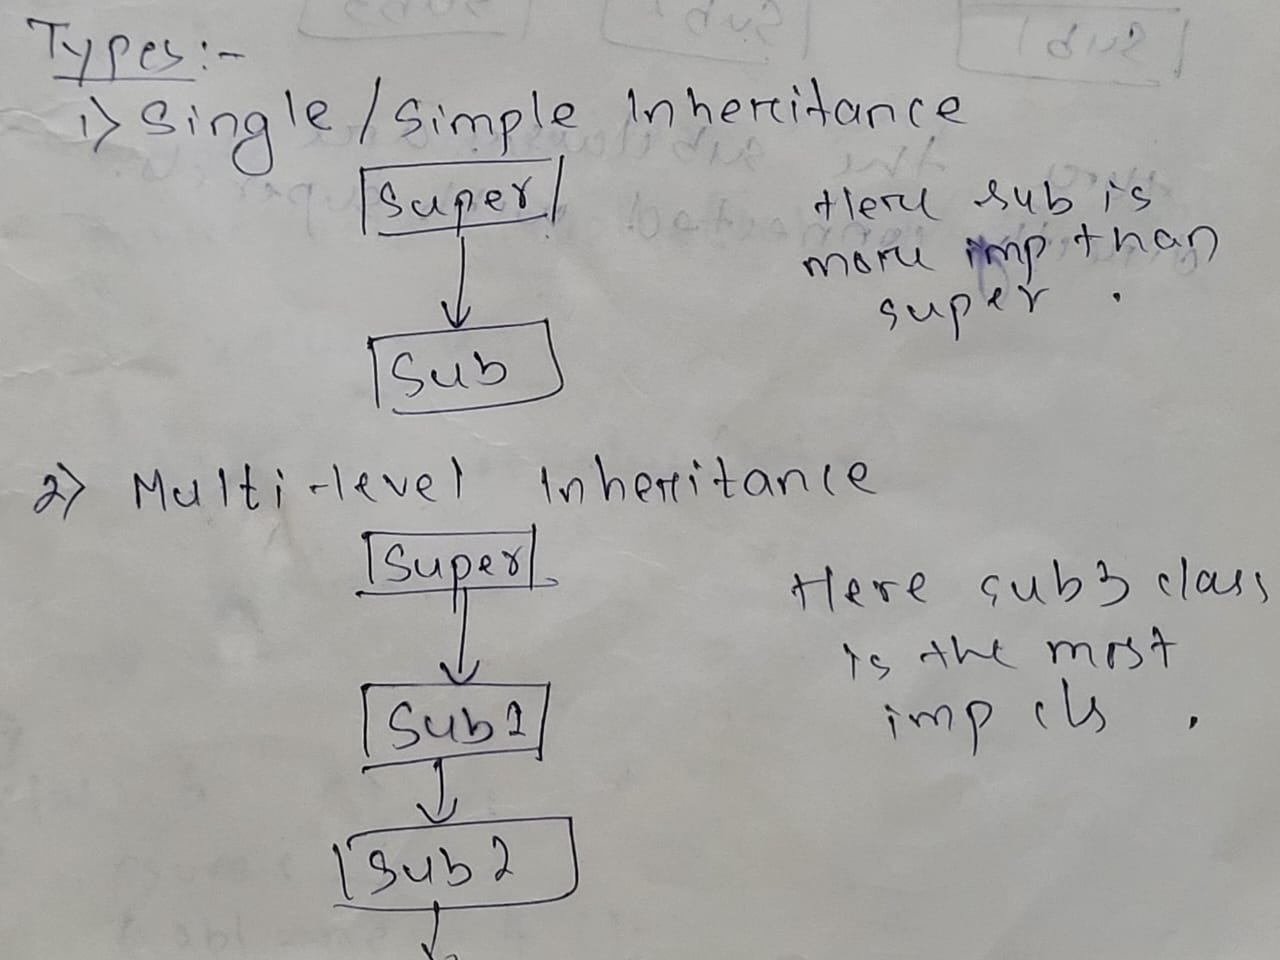 Types:-
1) Single/Simple Inheritance
Super
Here sub is
more imp than
super .
Sub
2) Multi-level Inheritance
Super
Here sub3 class
is the most
imp cls .
Sub1
Sub2